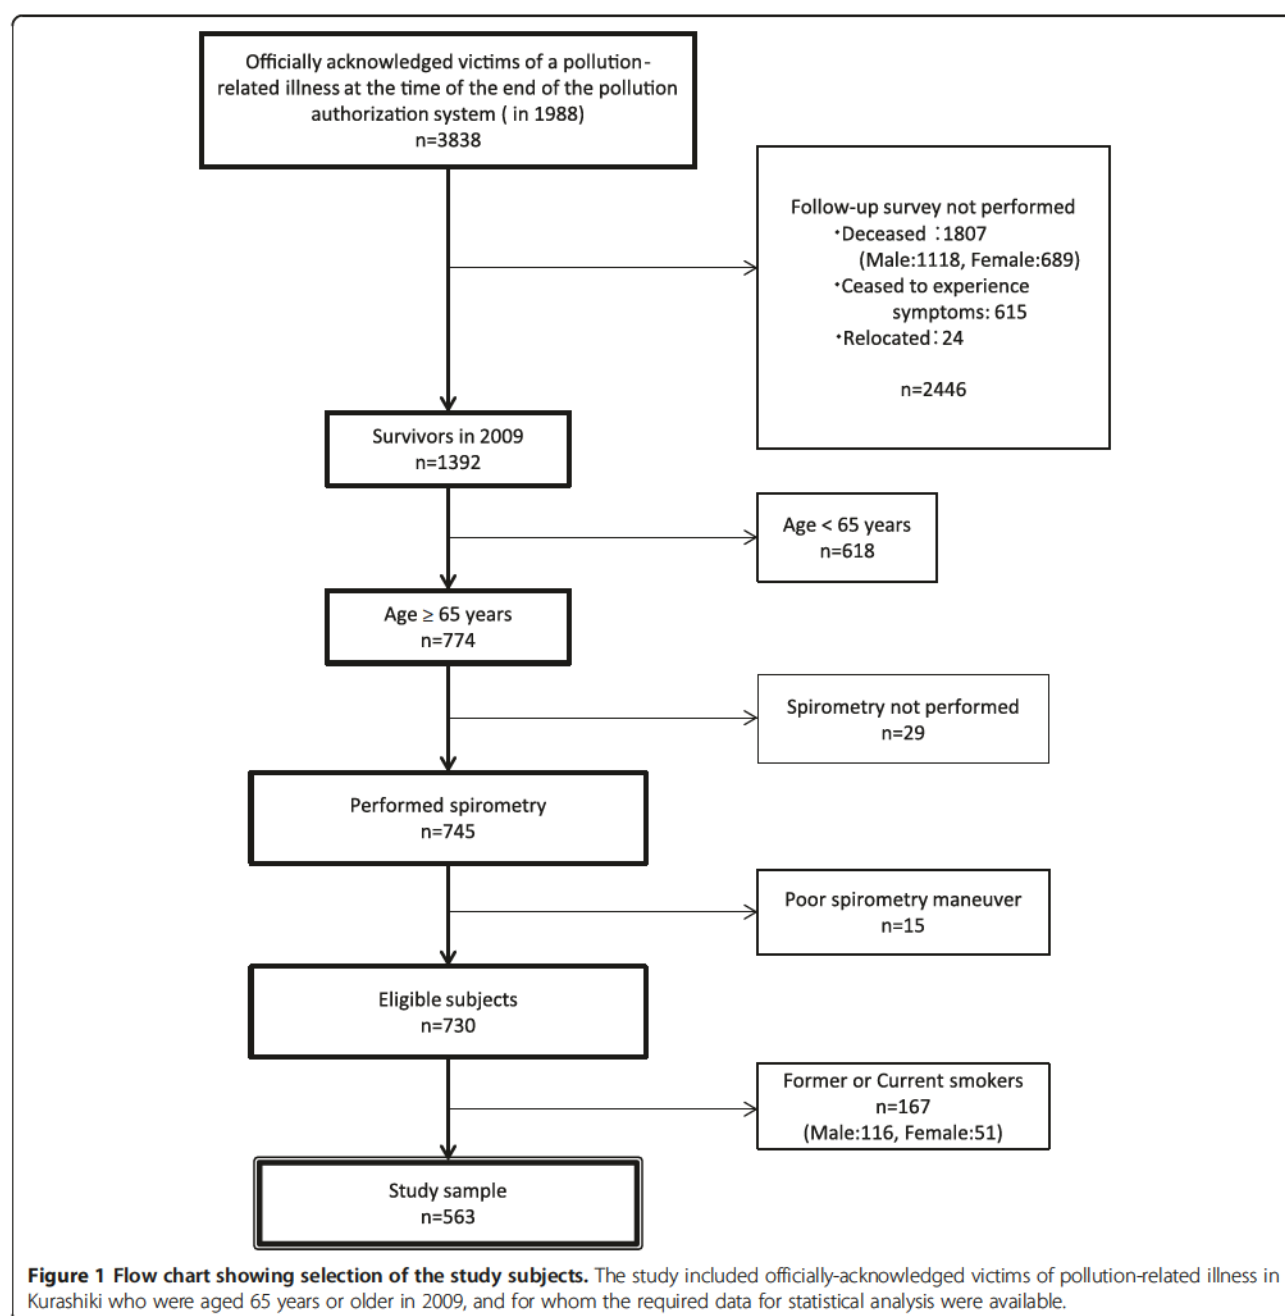 Officially acknowledged victims of a pollution-
related illness at the time of the end of the pollution
authorization system ( in 1988)
n=3838
Follow-up survey not performed
・Deceased ：1807
(Male:1118, Female:689)
・Ceased to experience
symptoms: 615
・Relocated：24
n=2446
Survivors in 2009
n=1392
Age < 65 years
n=618
Age ≥ 65 years
n=774
Spirometry not performed
n=29
Performed spirometry
n=745
Poor spirometry maneuver
n=15
Eligible subjects
n=730
Former or Current smokers
n=167
(Male:116, Female:51)
Study sample
n=563
Figure 1 Flow chart showing selection of the study subjects. The study included officially-acknowledged victims of pollution-related illness in
Kurashiki who were aged 65 years or older in 2009, and for whom the required data for statistical analysis were available.